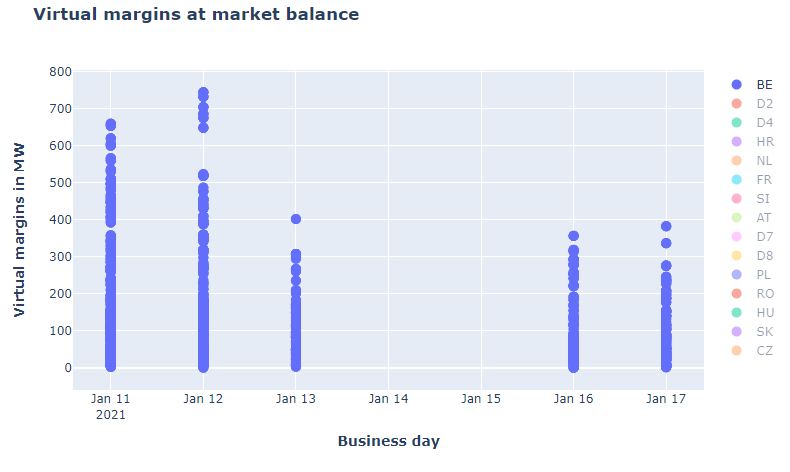 Virtual margins at market balance
800
700
600
500
400
300
200
100
0
Virtual margins in MW
Jan 11
2021
Jan 12
Jan 13
Jan 14
Jan 15
Jan 16
Jan 17
Business day
BE
D2
D4
HR
NL
FR
SI
AT
D7
D8
PL
RO
HU
SK
CZ